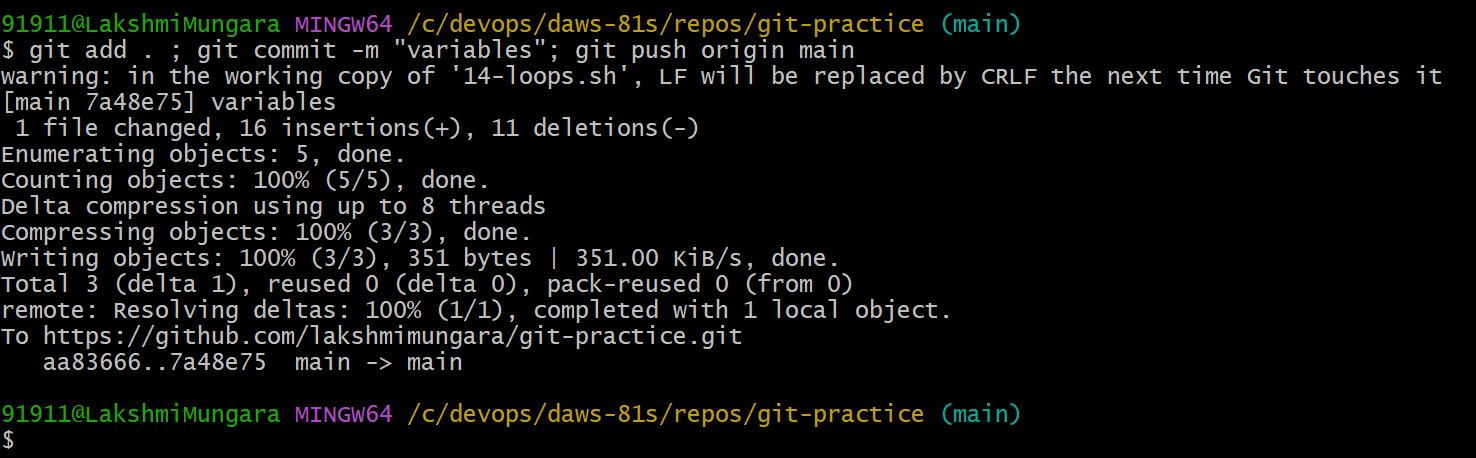 91911@LakshmiMungara MINGW64 /c/devops/daws-81s/repos/git-practice (main)
$ git add . ; git commit -m "variables"; git push origin main
warning: in the working copy of '14-loops.sh', LF will be replaced by CRLF the next time Git touches it
[main 7a48e75] variables
 1 file changed, 16 insertions(+), 11 deletions(-)
Enumerating objects: 5, done.
Counting objects: 100% (5/5), done.
Delta compression using up to 8 threads
Compressing objects: 100% (3/3), done.
Writing objects: 100% (3/3), 351 bytes | 351.00 KiB/s, done.
Total 3 (delta 1), reused 0 (delta 0), pack-reused 0 (from 0)
remote: Resolving deltas: 100% (1/1), completed with 1 local object.
To https://github.com/lakshmimungara/git-practice.git
   aa83666..7a48e75  main -> main

91911@LakshmiMungara MINGW64 /c/devops/daws-81s/repos/git-practice (main)
$